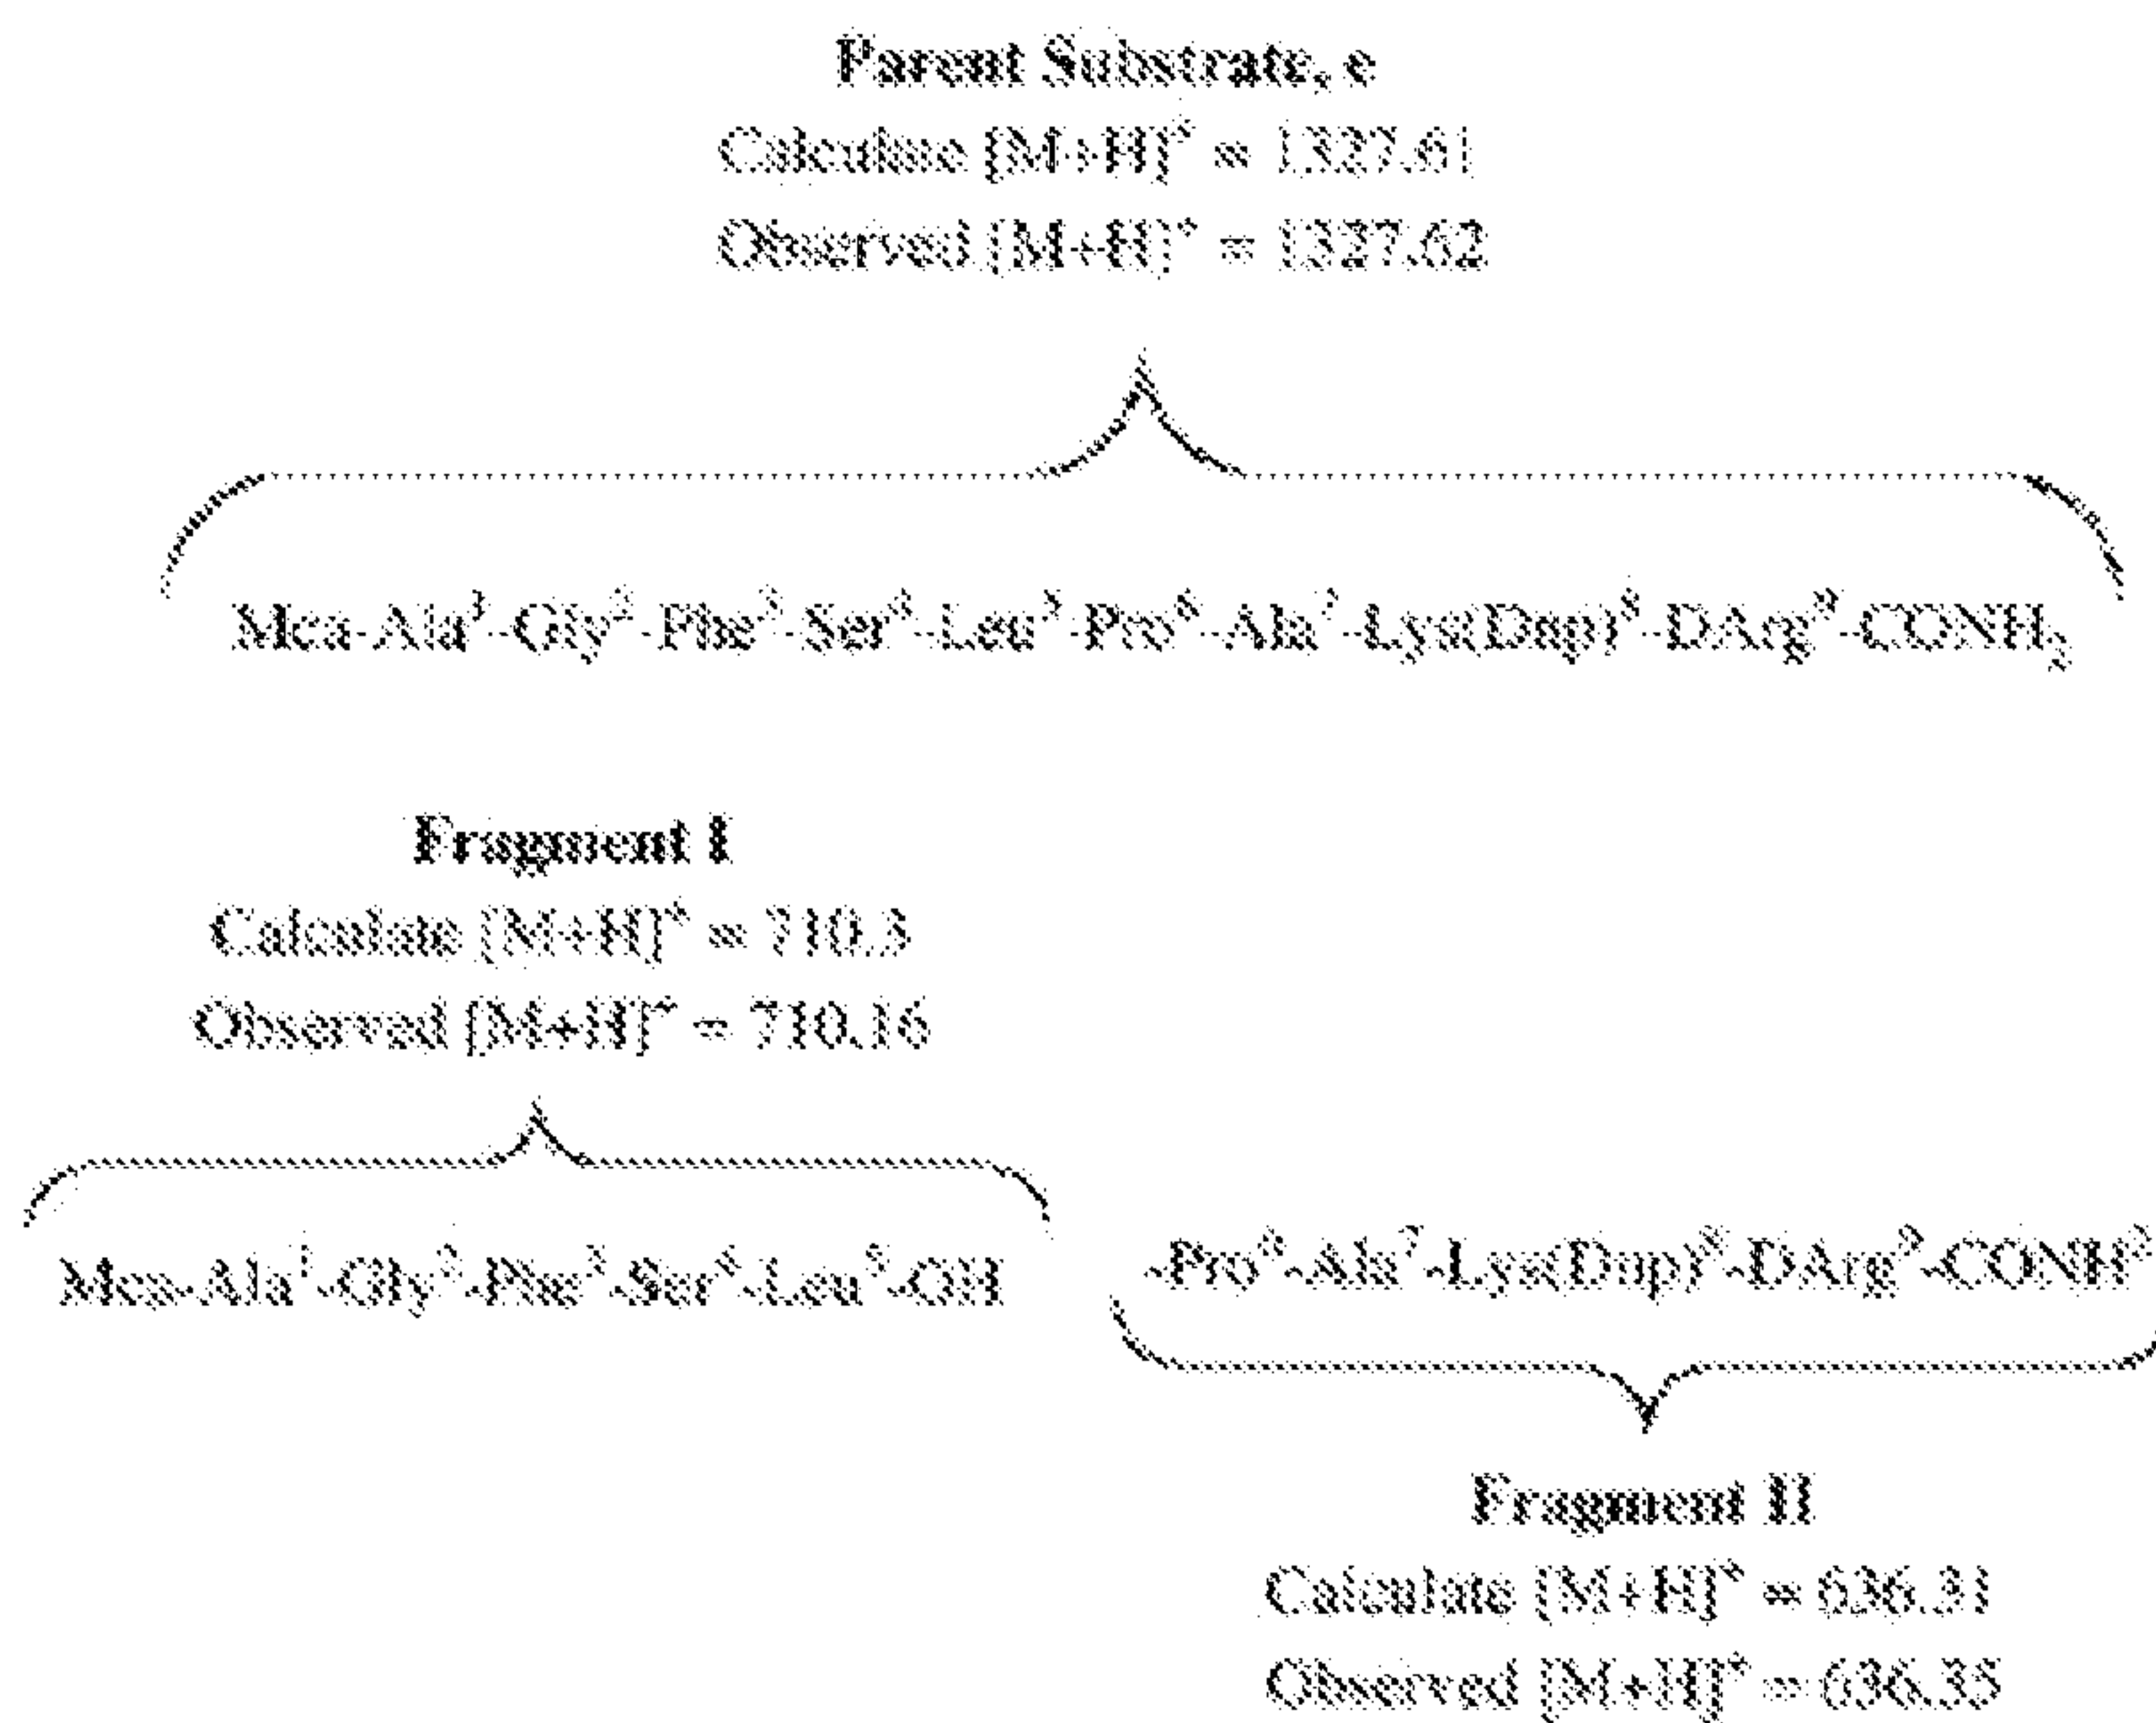 Parent Substrate, e
Calculate [M+H]⁺ = 1327.61
Observed [M+H]⁺ = 1327.62
Mca-Ala¹-Gly²-Phe³-Ser⁴-Leu⁵-Pro⁶-Ala⁷-Lys(Dnp)⁸-DArg⁹-CONH₂
Fragment I
Calculate [M+H]⁺ = 710.3
Observed [M+H]⁺ = 710.16
Mca-Ala¹-Gly²-Phe³-Ser⁴-Leu⁵-OH
-Pro⁶-Ala⁷-Lys(Dnp)⁸-DArg⁹-CONH²
Fragment II
Calculate [M+H]⁺ = 636.31
Observed [M+H]⁺ = 636.35